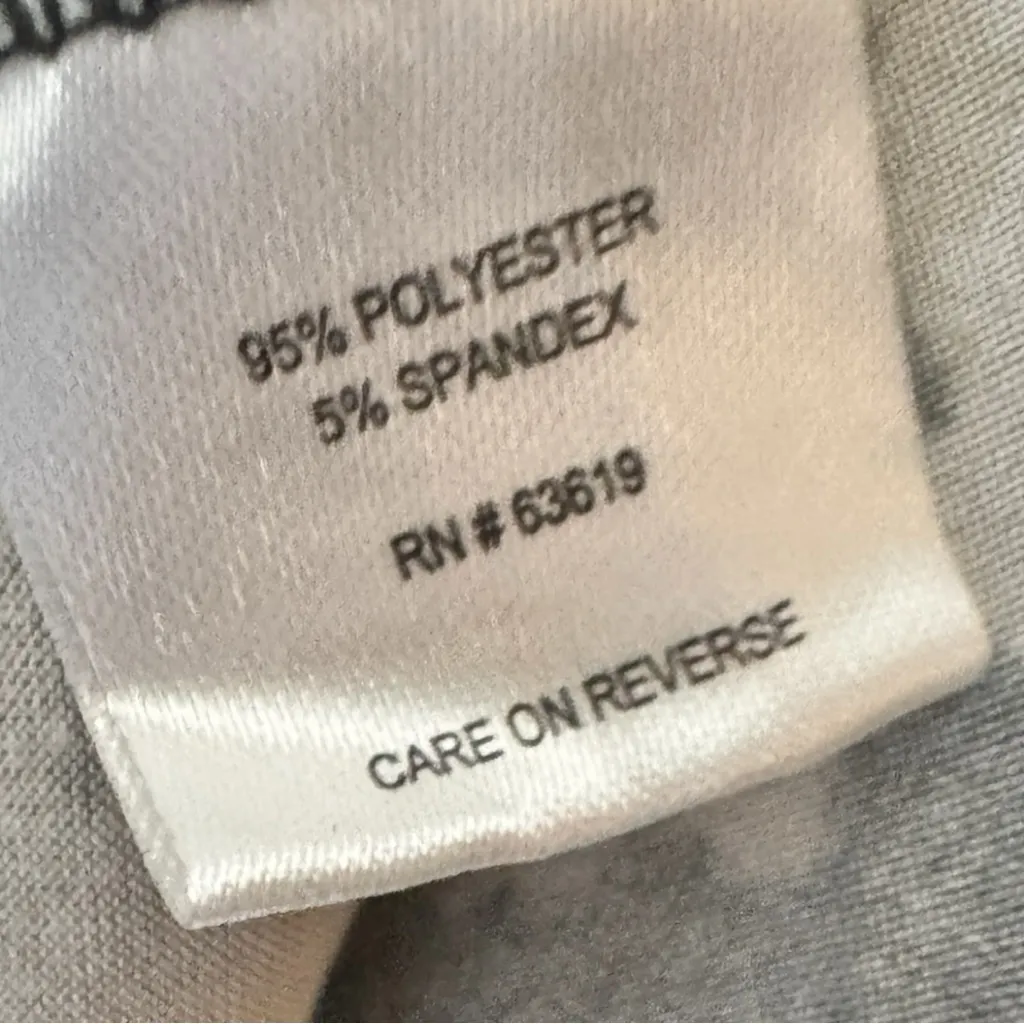 95% POLYESTER
5% SPANDEX
RN # 63619
CARE ON REVERSE